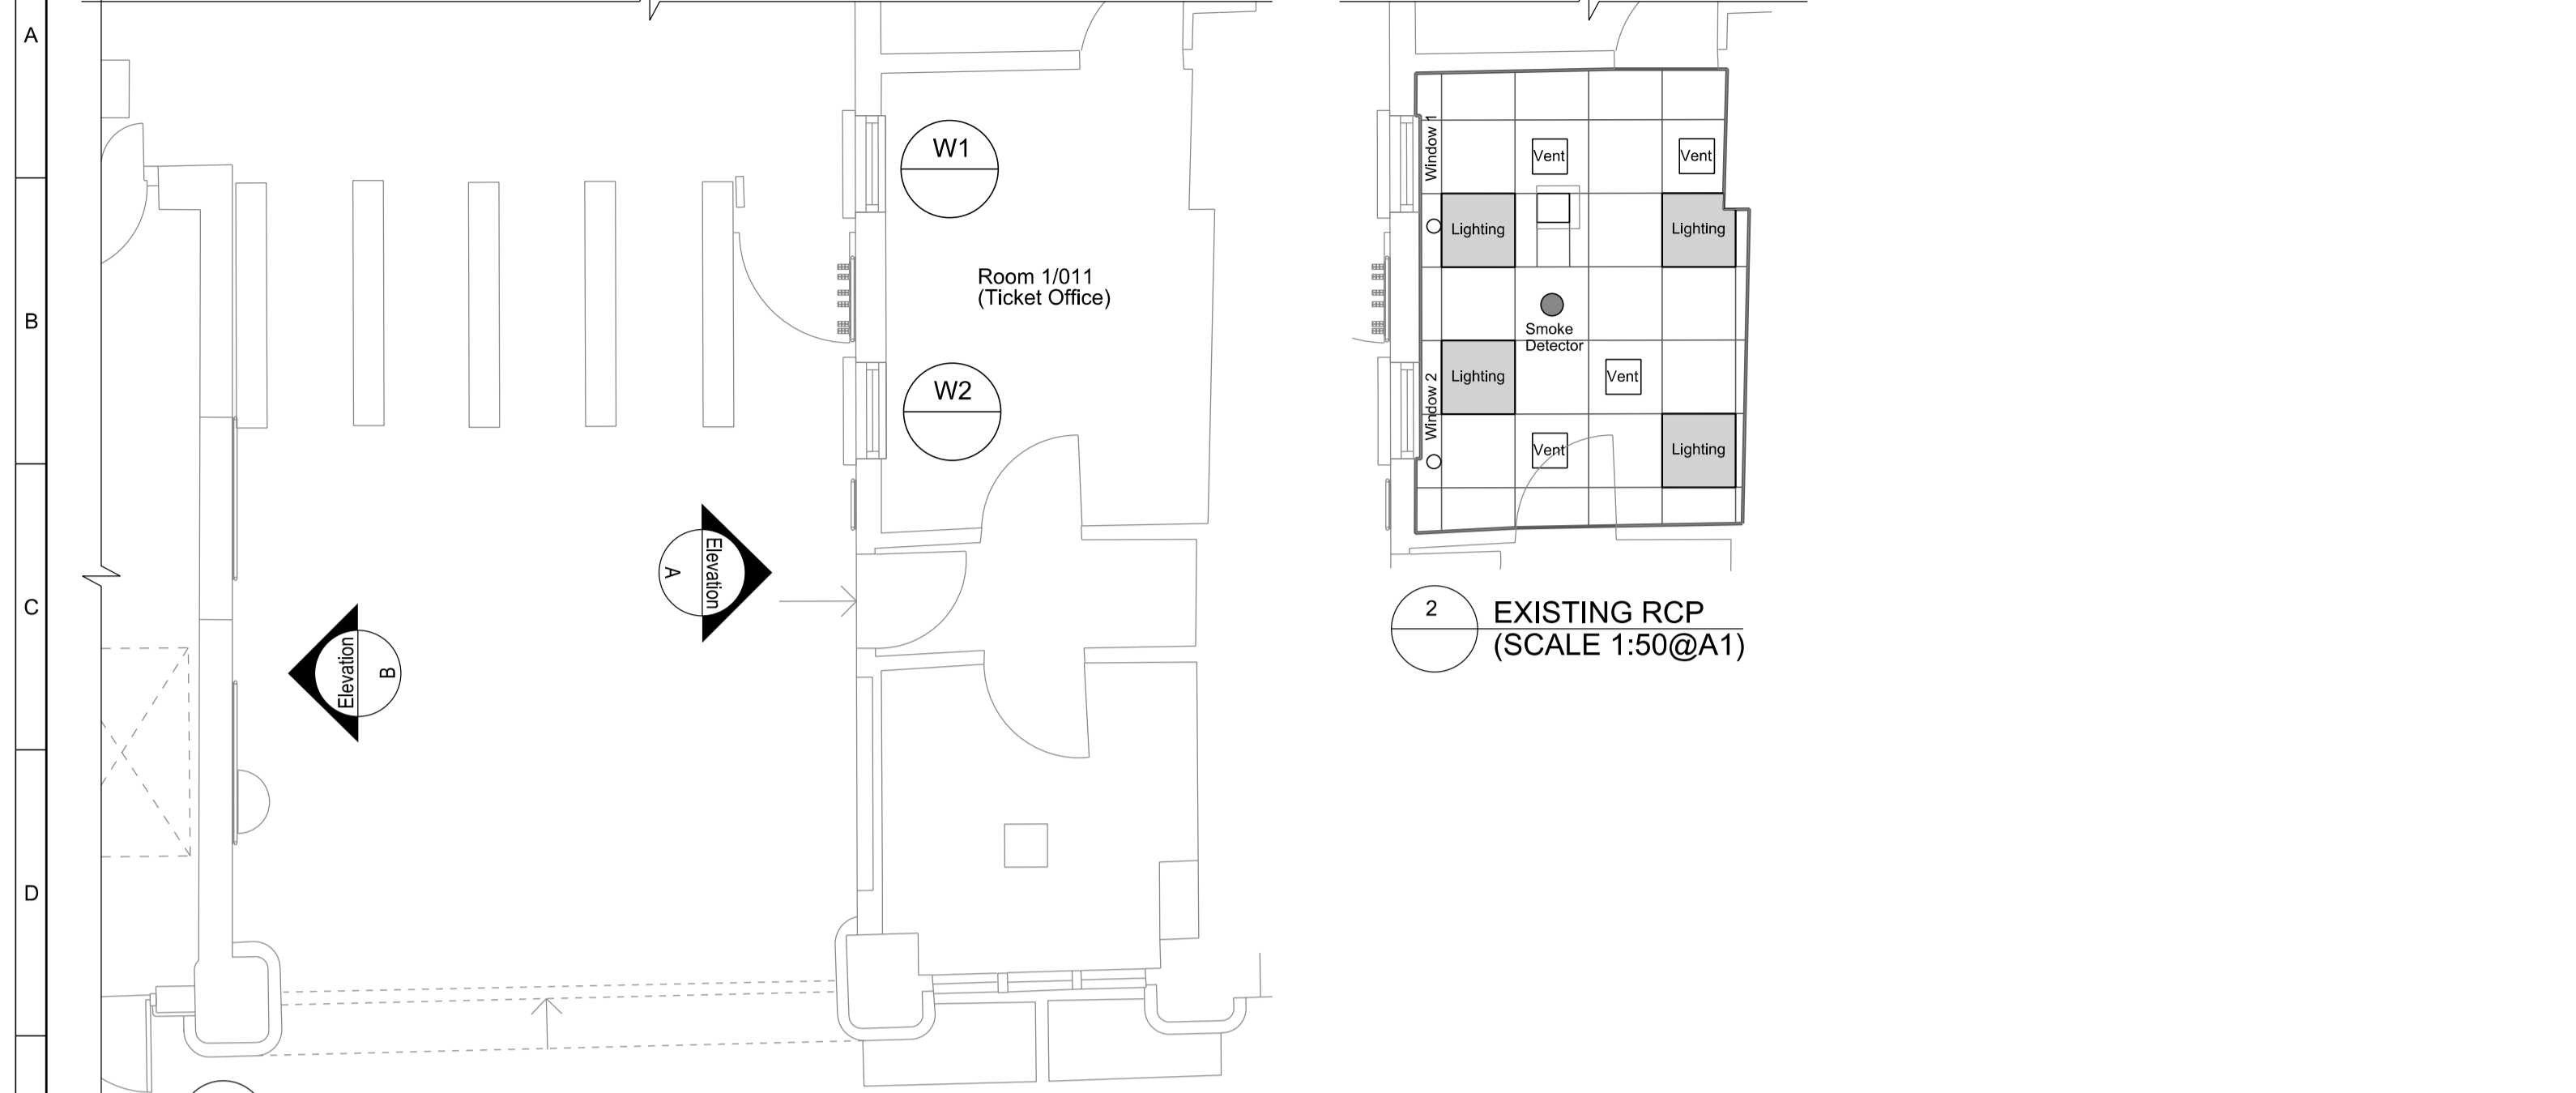 A
B
C
D
W1
W2
Room 1/011
(Ticket Office)
Elevation
A
Elevation
B
Window 1
Vent
Vent
Lighting
Lighting
Smoke
Detector
Lighting
Window 2
Vent
Vent
Lighting
2
EXISTING RCP
(SCALE 1:50@A1)